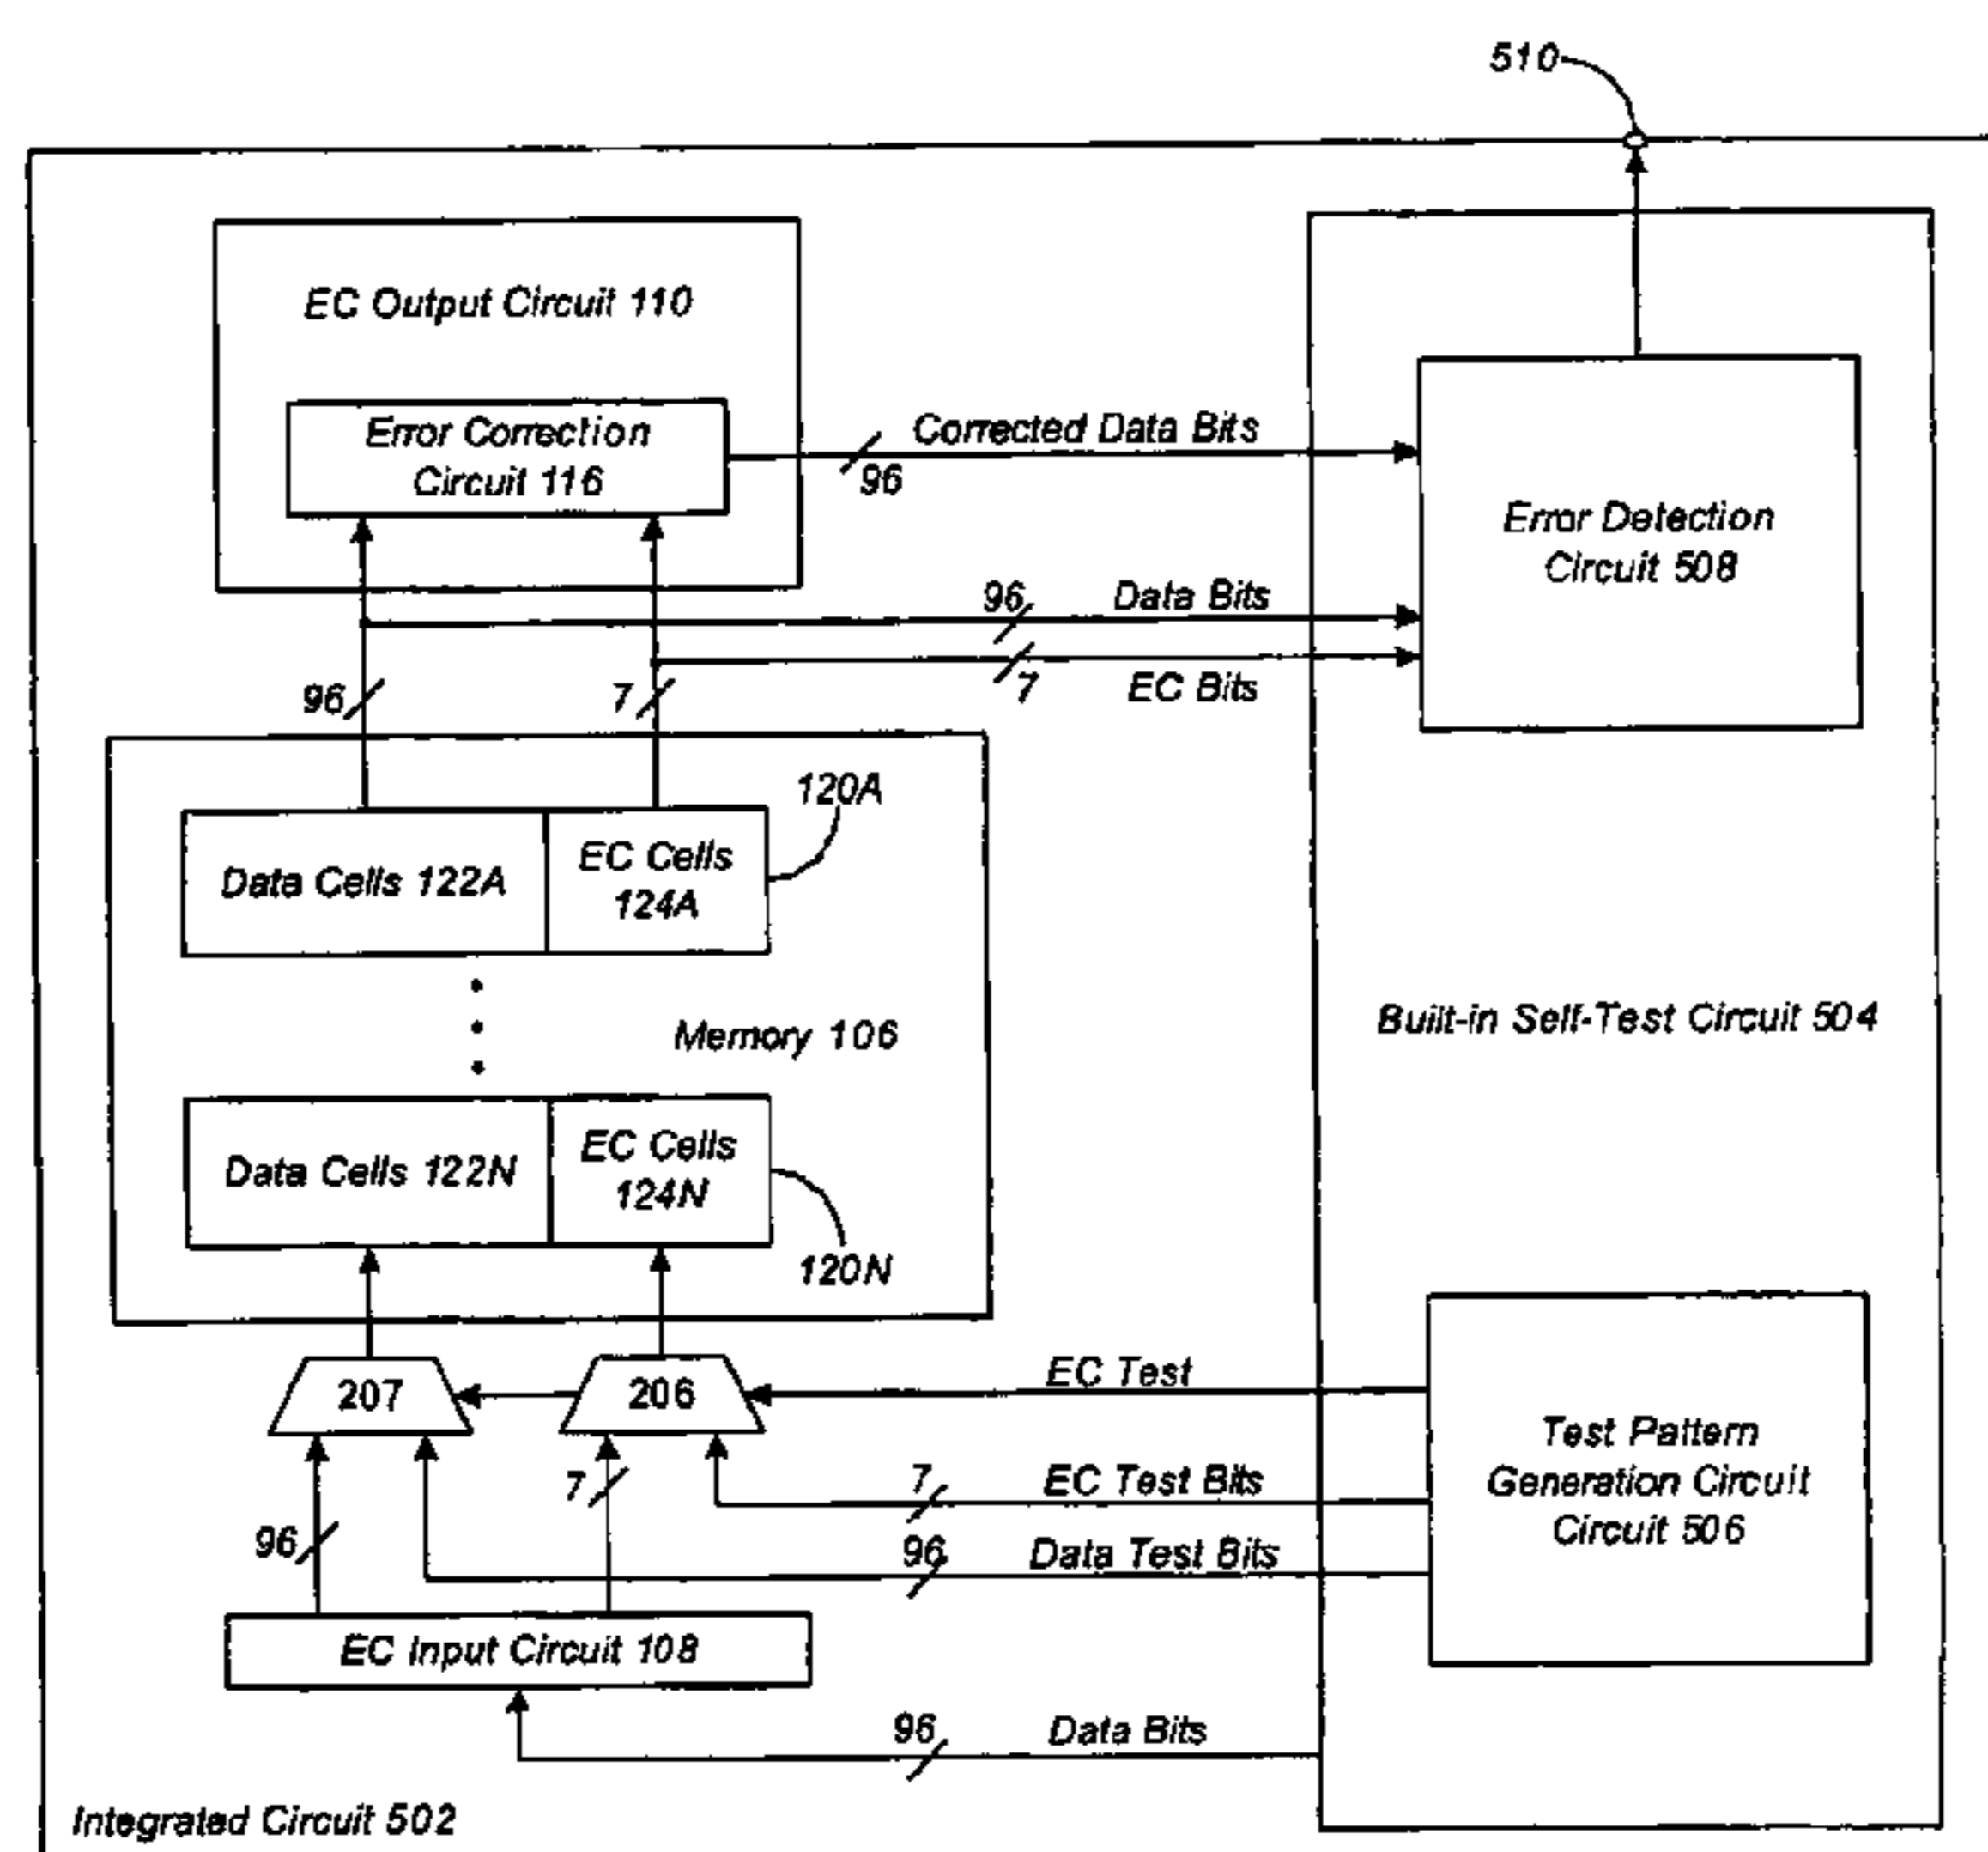 510
EC Output Circuit 110
Error Correction
Circuit 116
Corrected Data Bits
96
Error Detection
Circuit 508
96
Data Bits
7
EC Bits
96
7
120A
Data Cells 122A
EC Cells
124A
Memory 106
Built-in Self-Test Circuit 504
Data Cells 122N
EC Cells
124N
120N
207
206
EC Test
Test Pattern
Generation Circuit
Circuit 506
7
EC Test Bits
7
96
96
Data Test Bits
EC Input Circuit 108
96
Data Bits
Integrated Circuit 502